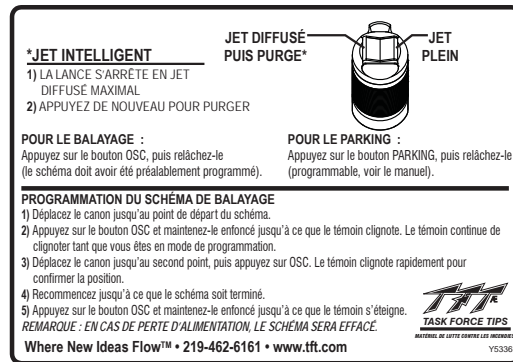 JET DIFFUSÉ
PUIS PURGE*
JET
PLEIN
*JET INTELLIGENT
1) LA LANCE S'ARRÊTE EN JET
DIFFUSÉ MAXIMAL
2) APPUYEZ DE NOUVEAU POUR PURGER
POUR LE BALAYAGE :
Appuyez sur le bouton OSC, puis relâchez-le
(le schéma doit avoir été préalablement programmé).
POUR LE PARKING :
Appuyez sur le bouton PARKING, puis relâchez-le
(programmable, voir le manuel).
PROGRAMMATION DU SCHÉMA DE BALAYAGE
1) Déplacez le canon jusqu'au point de départ du schéma.
2) Appuyez sur le bouton OSC et maintenez-le enfoncé jusqu'à ce que le témoin clignote. Le témoin continue de
clignoter tant que vous êtes en mode de programmation.
3) Déplacez le canon jusqu'au second point, puis appuyez sur OSC. Le témoin clignote rapidement pour
confirmer la position.
4) Recommencez jusqu'à ce que le schéma soit terminé.
5) Appuyez sur le bouton OSC et maintenez-le enfoncé jusqu'à ce que le témoin s'éteigne.
REMARQUE : EN CAS DE PERTE D'ALIMENTATION, LE SCHÉMA SERA EFFACÉ.
Where New Ideas Flow™ • 219-462-6161 • www.tft.com
TFT
TASK FORCE TIPS
MATÉRIEL DE LUTTE CONTRE LES INCENDIES
Y5336